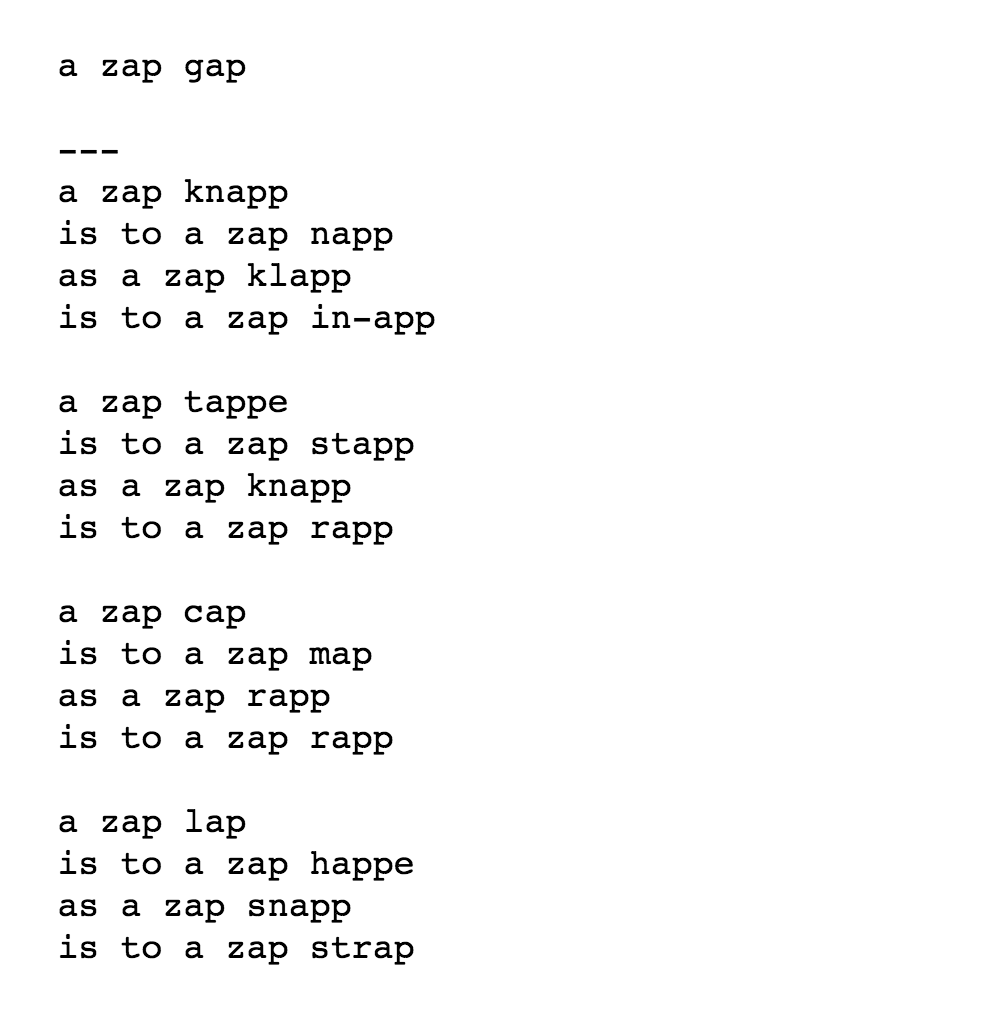 a zap gap

---
a zap knapp
is to a zap napp
as a zap klapp
is to a zap in-app

a zap tappe
is to a zap stapp
as a zap knapp
is to a zap rapp

a zap cap
is to a zap map
as a zap rapp
is to a zap rapp

a zap lap
is to a zap happe
as a zap snapp
is to a zap strap